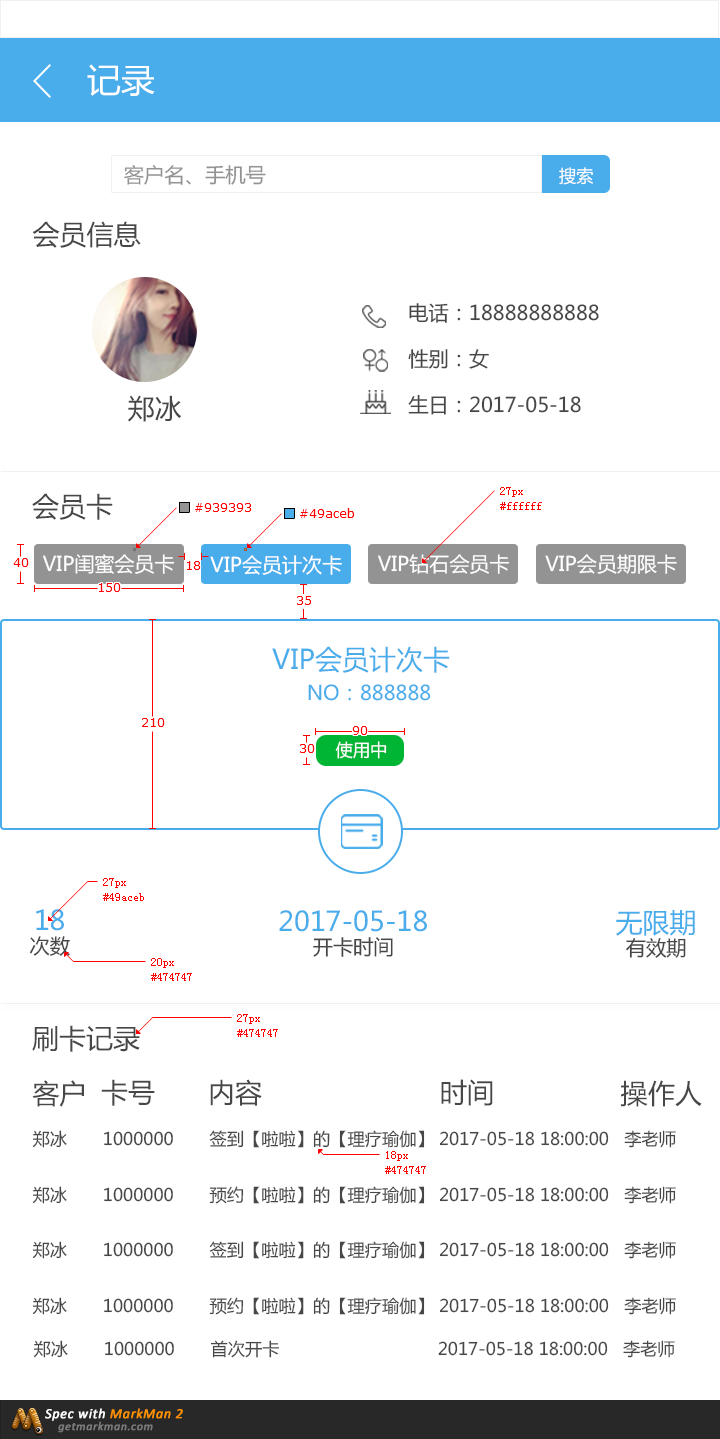 记录
客户名、手机号 搜索
会员信息
电话：18888888888
性别：女
郑冰
生日：2017-05-18
会员卡
27px
#ffffff
#939393
#49aceb
40
VIP闺蜜会员卡 18 VIP会员计次卡 VIP钻石会员卡 VIP会员期限卡
150
35
VIP会员计次卡
NO：888888
210
90
30 使用中
27px
#49aceb
18 2017-05-18 无限期
次数 开卡时间 有效期
20px
#474747
27px
#474747
刷卡记录
客户 卡号 内容 时间 操作人
郑冰 1000000 签到【啦啦】的【理疗瑜伽】 2017-05-18 18:00:00 李老师
18px
#474747
郑冰 1000000 预约【啦啦】的【理疗瑜伽】 2017-05-18 18:00:00 李老师
郑冰 1000000 签到【啦啦】的【理疗瑜伽】 2017-05-18 18:00:00 李老师
郑冰 1000000 预约【啦啦】的【理疗瑜伽】 2017-05-18 18:00:00 李老师
郑冰 1000000 首次开卡 2017-05-18 18:00:00 李老师
Spec with MarkMan 2
getmarkman.com